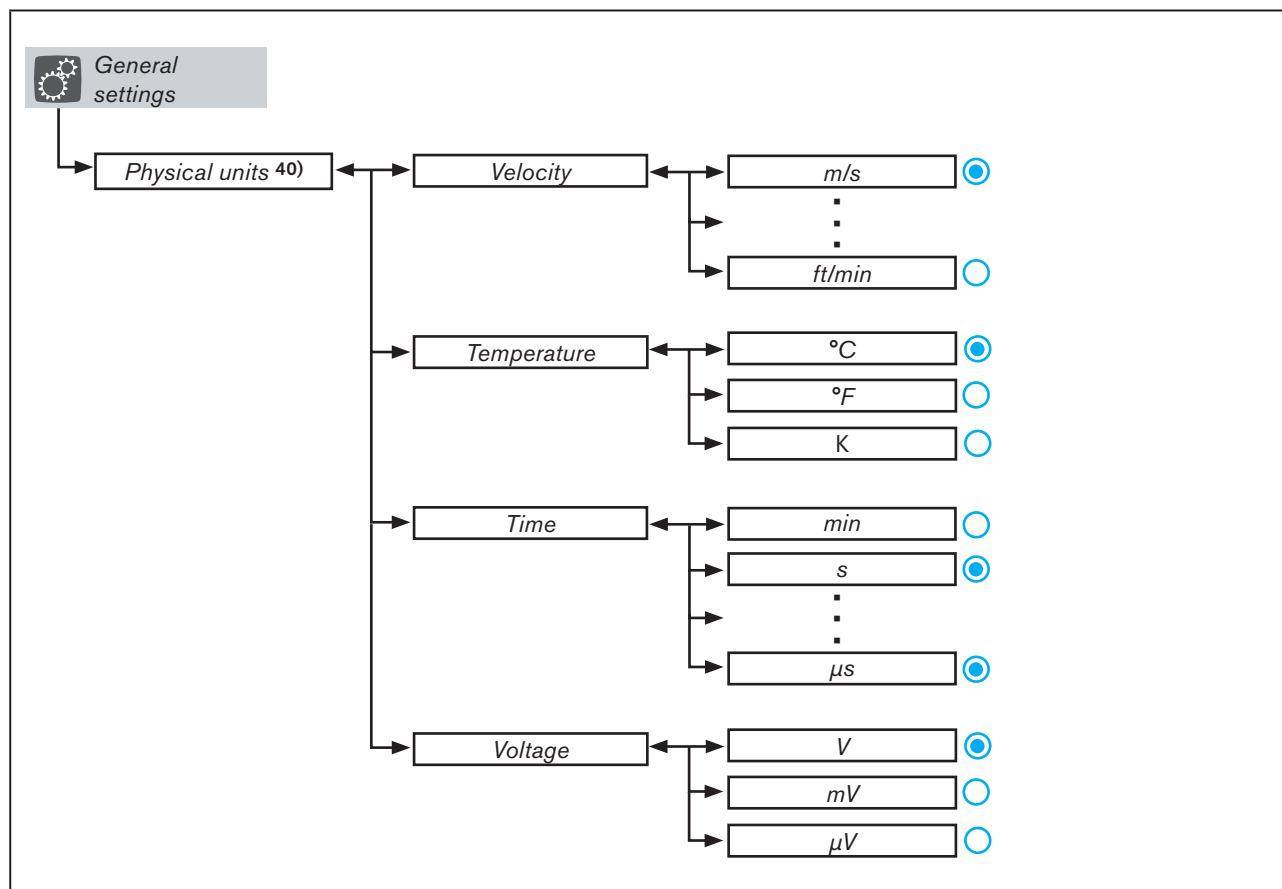 General
settings
Physical units 40)
Velocity
m/s
ft/min
Temperature
°C
°F
K
Time
min
s
µs
Voltage
V
mV
µV